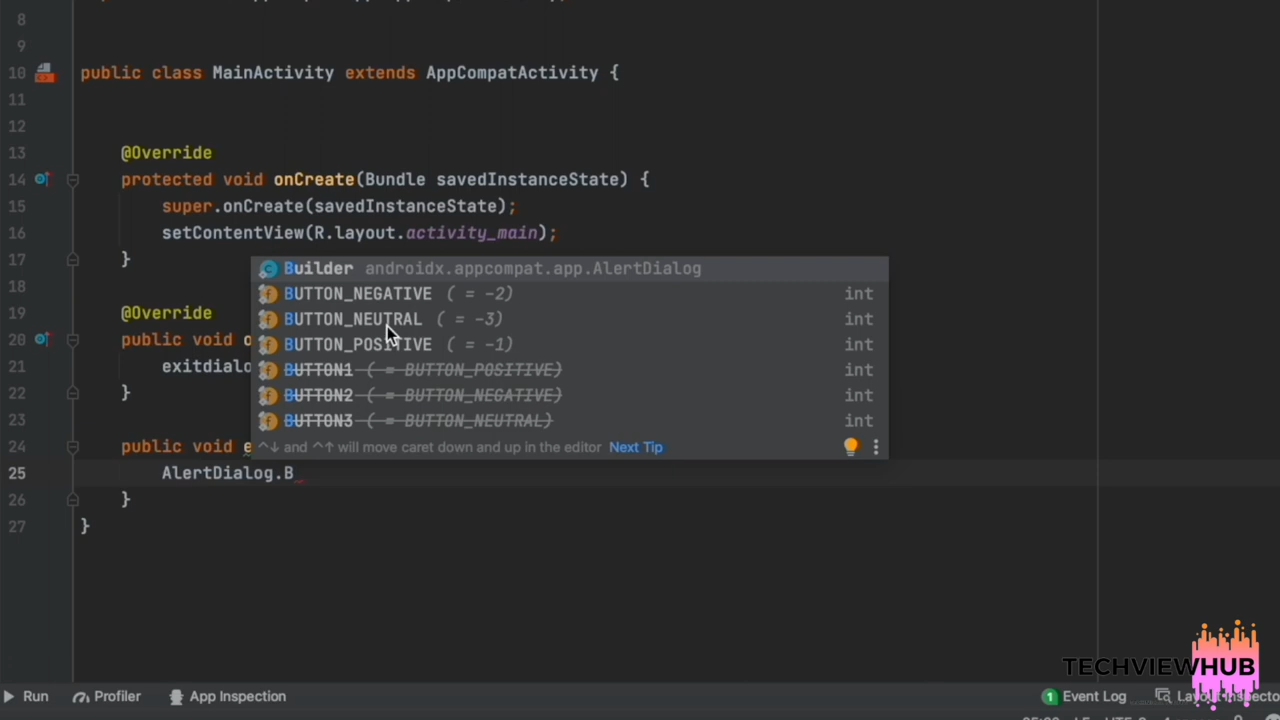 8
9
10 public class MainActivity extends AppCompatActivity {
11
12
13 @Override
14 protected void onCreate(Bundle savedInstanceState) {
15 super.onCreate(savedInstanceState);
16 setContentView(R.layout.activity_main);
17 }
Builder androidx.appcompat.app.AlertDialog
18 BUTTON_NEGATIVE ( = -2) int
19 @Override BUTTON_NEUTRAL ( = -3) int
20 public void o BUTTON_POSITIVE ( = -1) int
21 exitdialo BUTTON1 ( = BUTTON_POSITIVE) int
22 } BUTTON2 ( = BUTTON_NEGATIVE) int
23 BUTTON3 ( = BUTTON_NEUTRAL) int
24 public void e ^↓ and ^↑ will move caret down and up in the editor Next Tip
25 AlertDialog.B
26 }
27 }
TECHVIEWHUB
Run Profiler App Inspection 1 Event Log Layout Inspecto